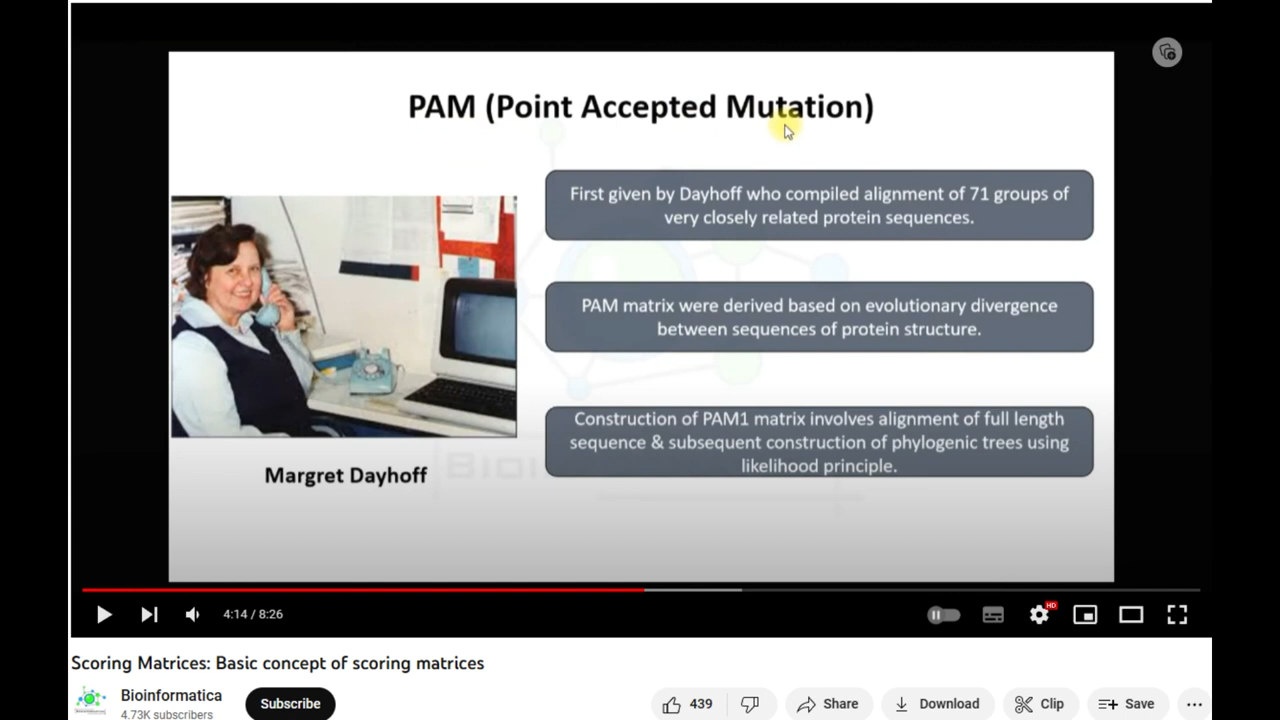 PAM (Point Accepted Mutation)
First given by Dayhoff who compiled alignment of 71 groups of
very closely related protein sequences.
PAM matrix were derived based on evolutionary divergence
between sequences of protein structure.
Construction of PAM1 matrix involves alignment of full length
sequence & subsequent construction of phylogenic trees using
likelihood principle.
Margret Dayhoff
4:14 / 8:26
HD
Scoring Matrices: Basic concept of scoring matrices
Bioinformatica
4.73K subscribers
Subscribe
439
Share
Download
Clip
Save